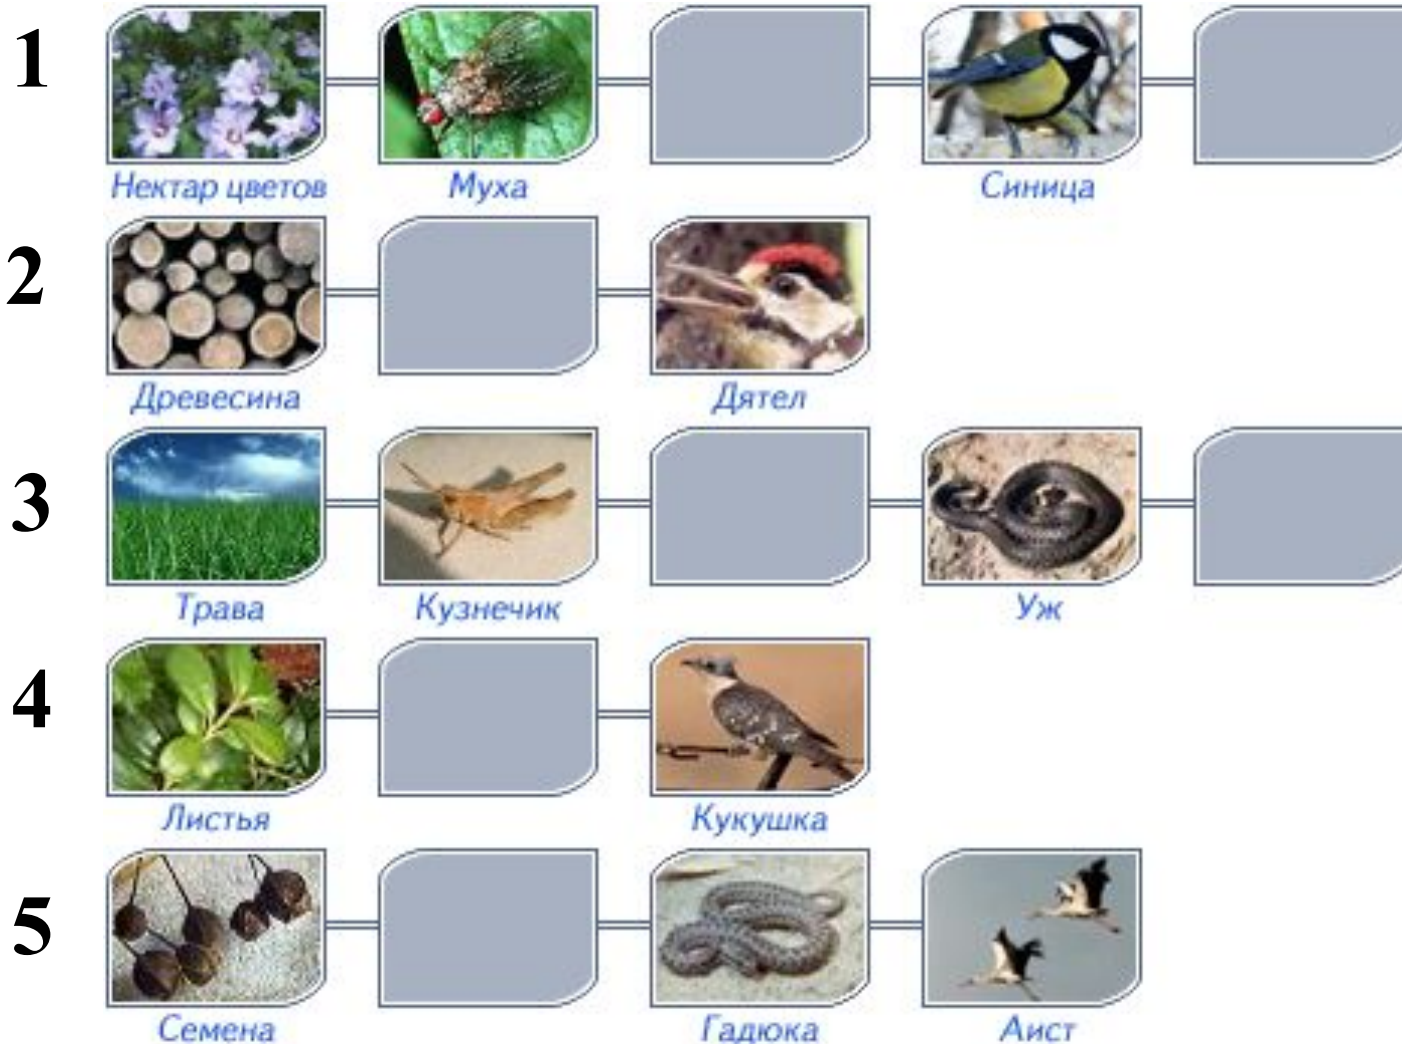 1
Нектар цветов Муха Синица
2
Древесина Дятел
3
Трава Кузнечик Уж
4
Листья Кукушка
5
Семена Гадюка Аист